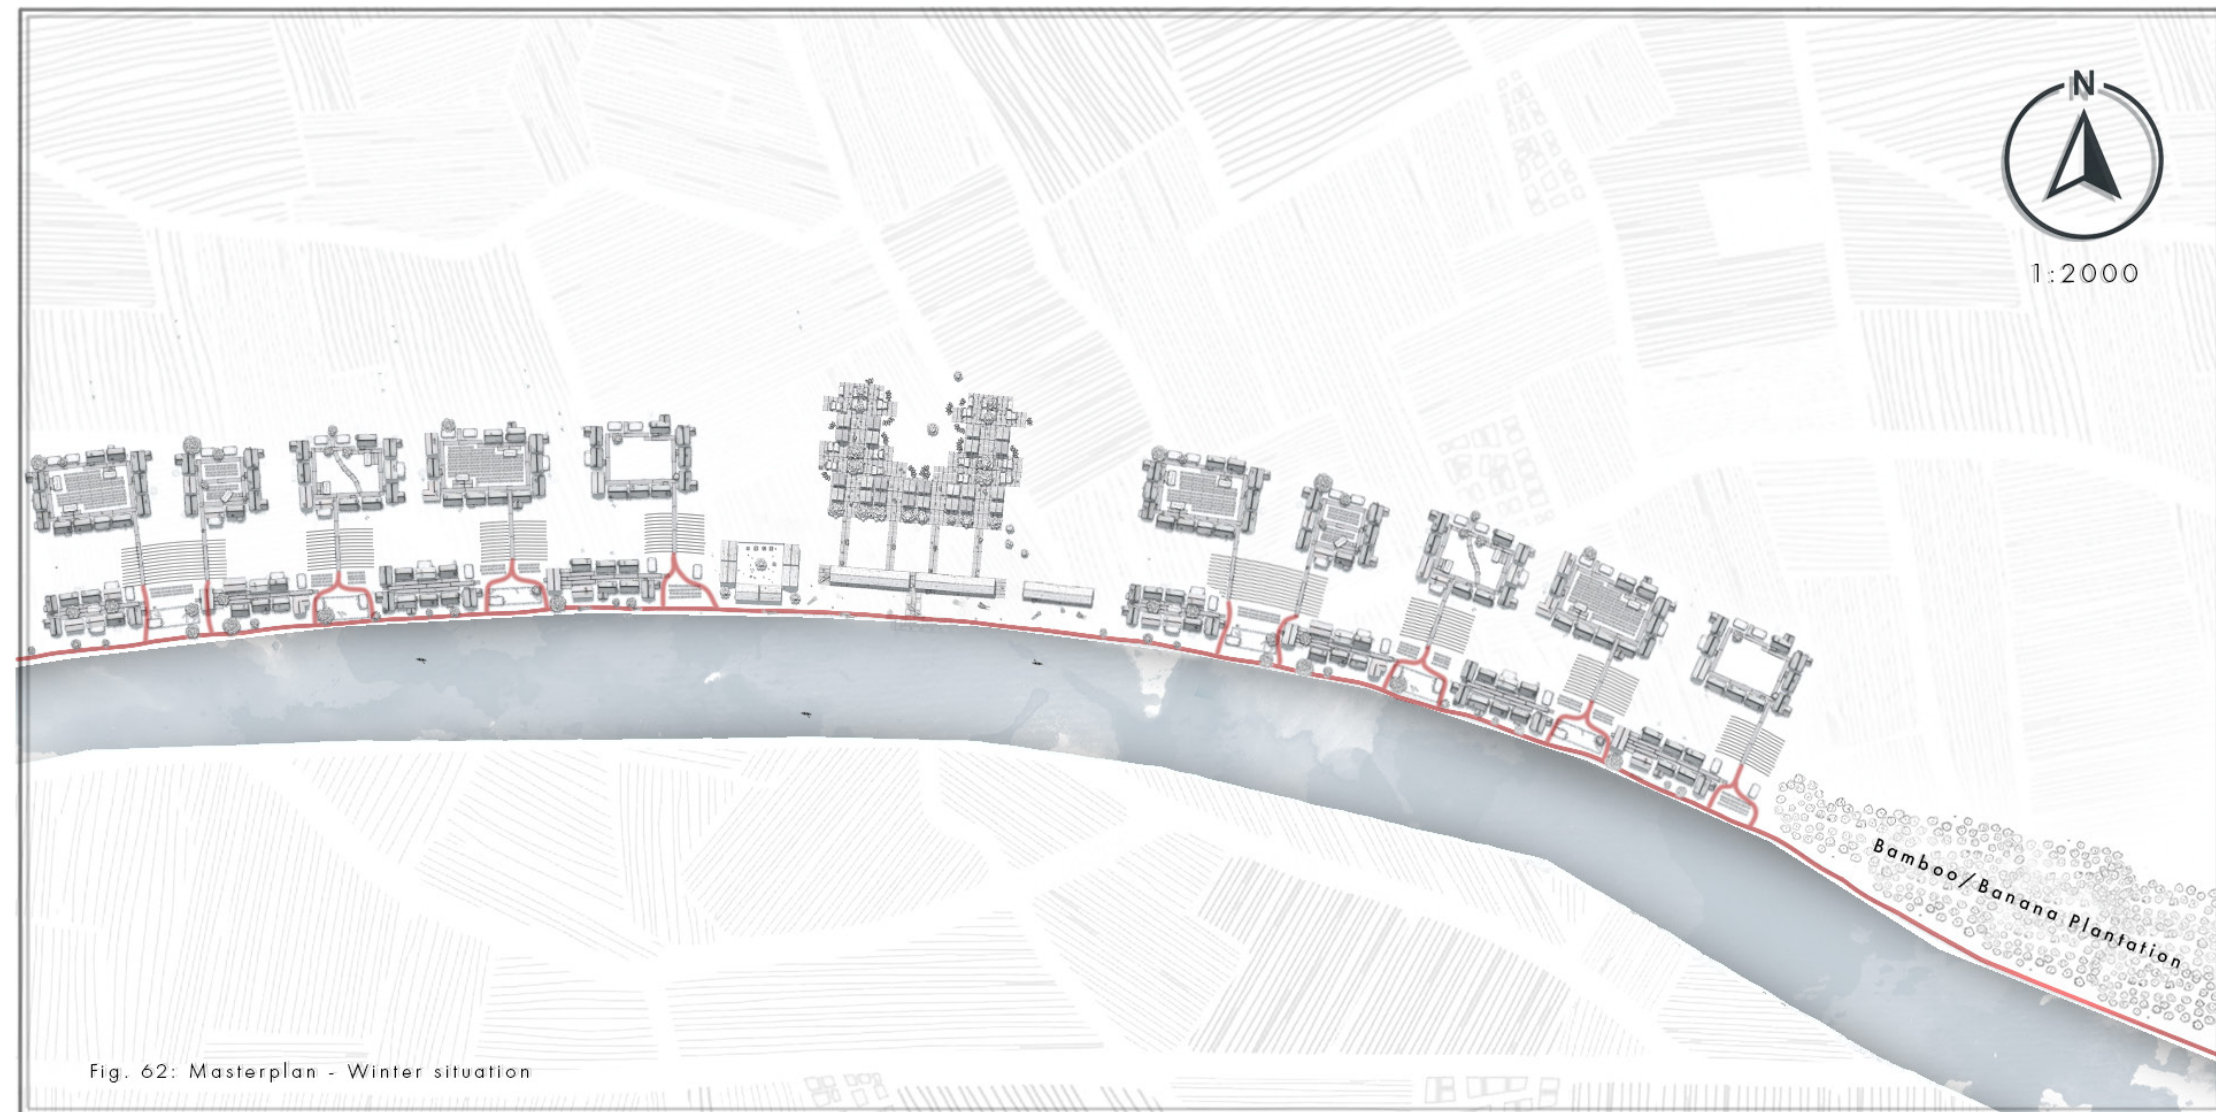 N
1:2000
Bamboo/Banana Plantation
Fig. 62: Masterplan - Winter situation